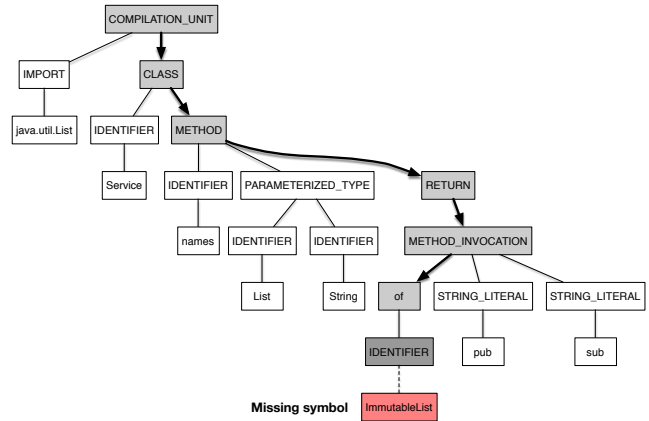 COMPILATION_UNIT
IMPORT
CLASS
java.util.List
IDENTIFIER
METHOD
Service
IDENTIFIER
PARAMETERIZED_TYPE
RETURN
names
IDENTIFIER
IDENTIFIER
METHOD_INVOCATION
List
String
of
STRING_LITERAL
STRING_LITERAL
IDENTIFIER
pub
sub
Missing symbol
ImmutableList